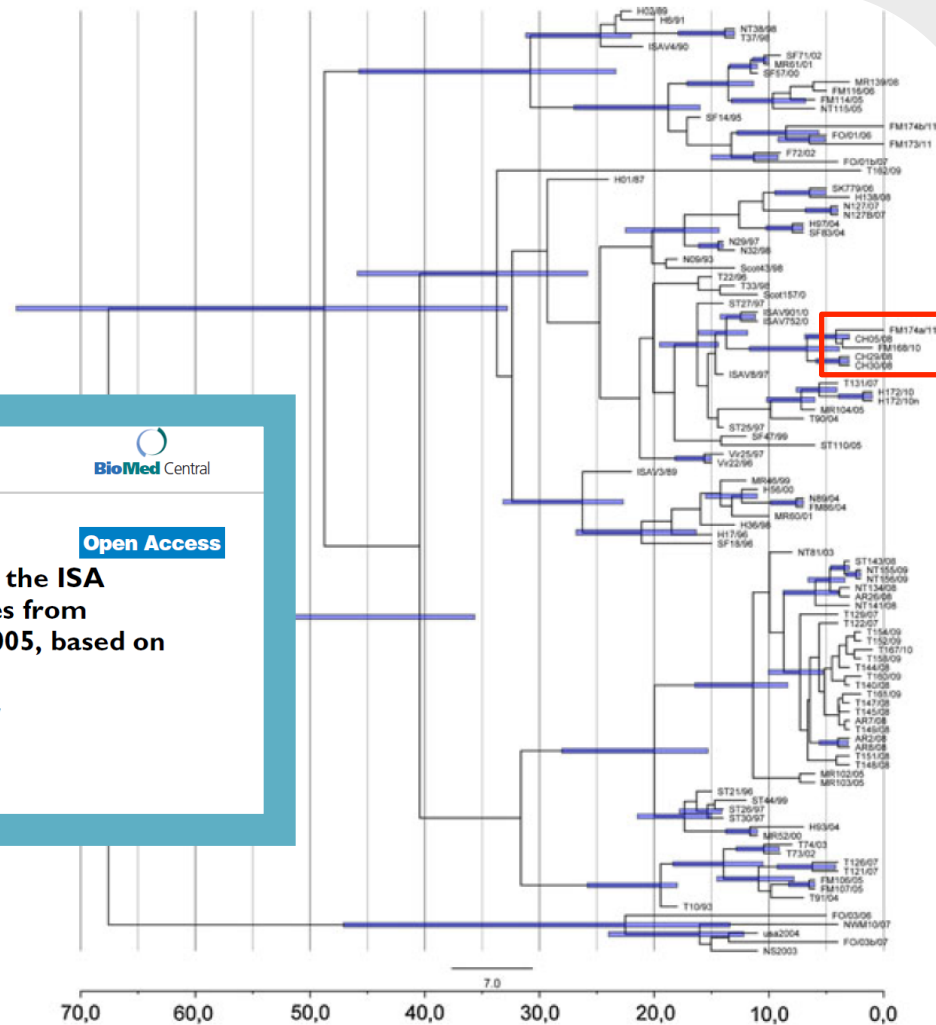 H02/89
H6/91
NT38/98
T37/98
ISAV4/90
SF71/02
MR61/01
SF57/00
MR139/08
FM116/06
FM114/05
NT115/05
SF14/95
FM174b/11
FO/01/06
FM173/11
F72/02
FO/01b/07
T162/09
H01/87
SK779/06
H138/08
N127/07
N127B/07
H97/04
SF83/04
N29/97
N32/98
N09/93
Scot43/98
T22/96
T33/98
Scot157/0
ST27/97
ISAV901/0
ISAV752/0
FM174a/11
CH05/08
FM168/10
CH29/08
CH30/08
ISAV8/97
T131/07
H172/10
H172/10n
MR104/05
T90/04
ST25/97
SF47/99
ST110/05
Vir25/97
Vir22/96
ISAV3/89
MR46/99
H56/00
N89/04
FM86/04
MR60/01
H36/98
H17/96
SF18/96
BioMed Central
Open Access
the ISA
es from
005, based on
NT81/03
ST143/08
NT155/09
NT156/09
NT134/08
AR26/08
NT141/08
T129/07
T122/07
T154/09
T152/09
T167/10
T158/09
T144/08
T160/09
T140/08
T161/09
T147/08
T145/08
AR7/08
T149/08
AR2/08
AR8/08
T151/08
T148/08
MR102/05
MR103/05
ST21/96
ST44/99
ST26/97
ST30/97
H93/04
MR52/00
T74/03
T73/02
T126/07
T121/07
FM106/05
FM107/05
T91/04
T10/93
FO/03/06
NWM10/07
usa2004
FO/03b/07
NS2003
7.0
70,0 60,0 50,0 40,0 30,0 20,0 10,0 0,0